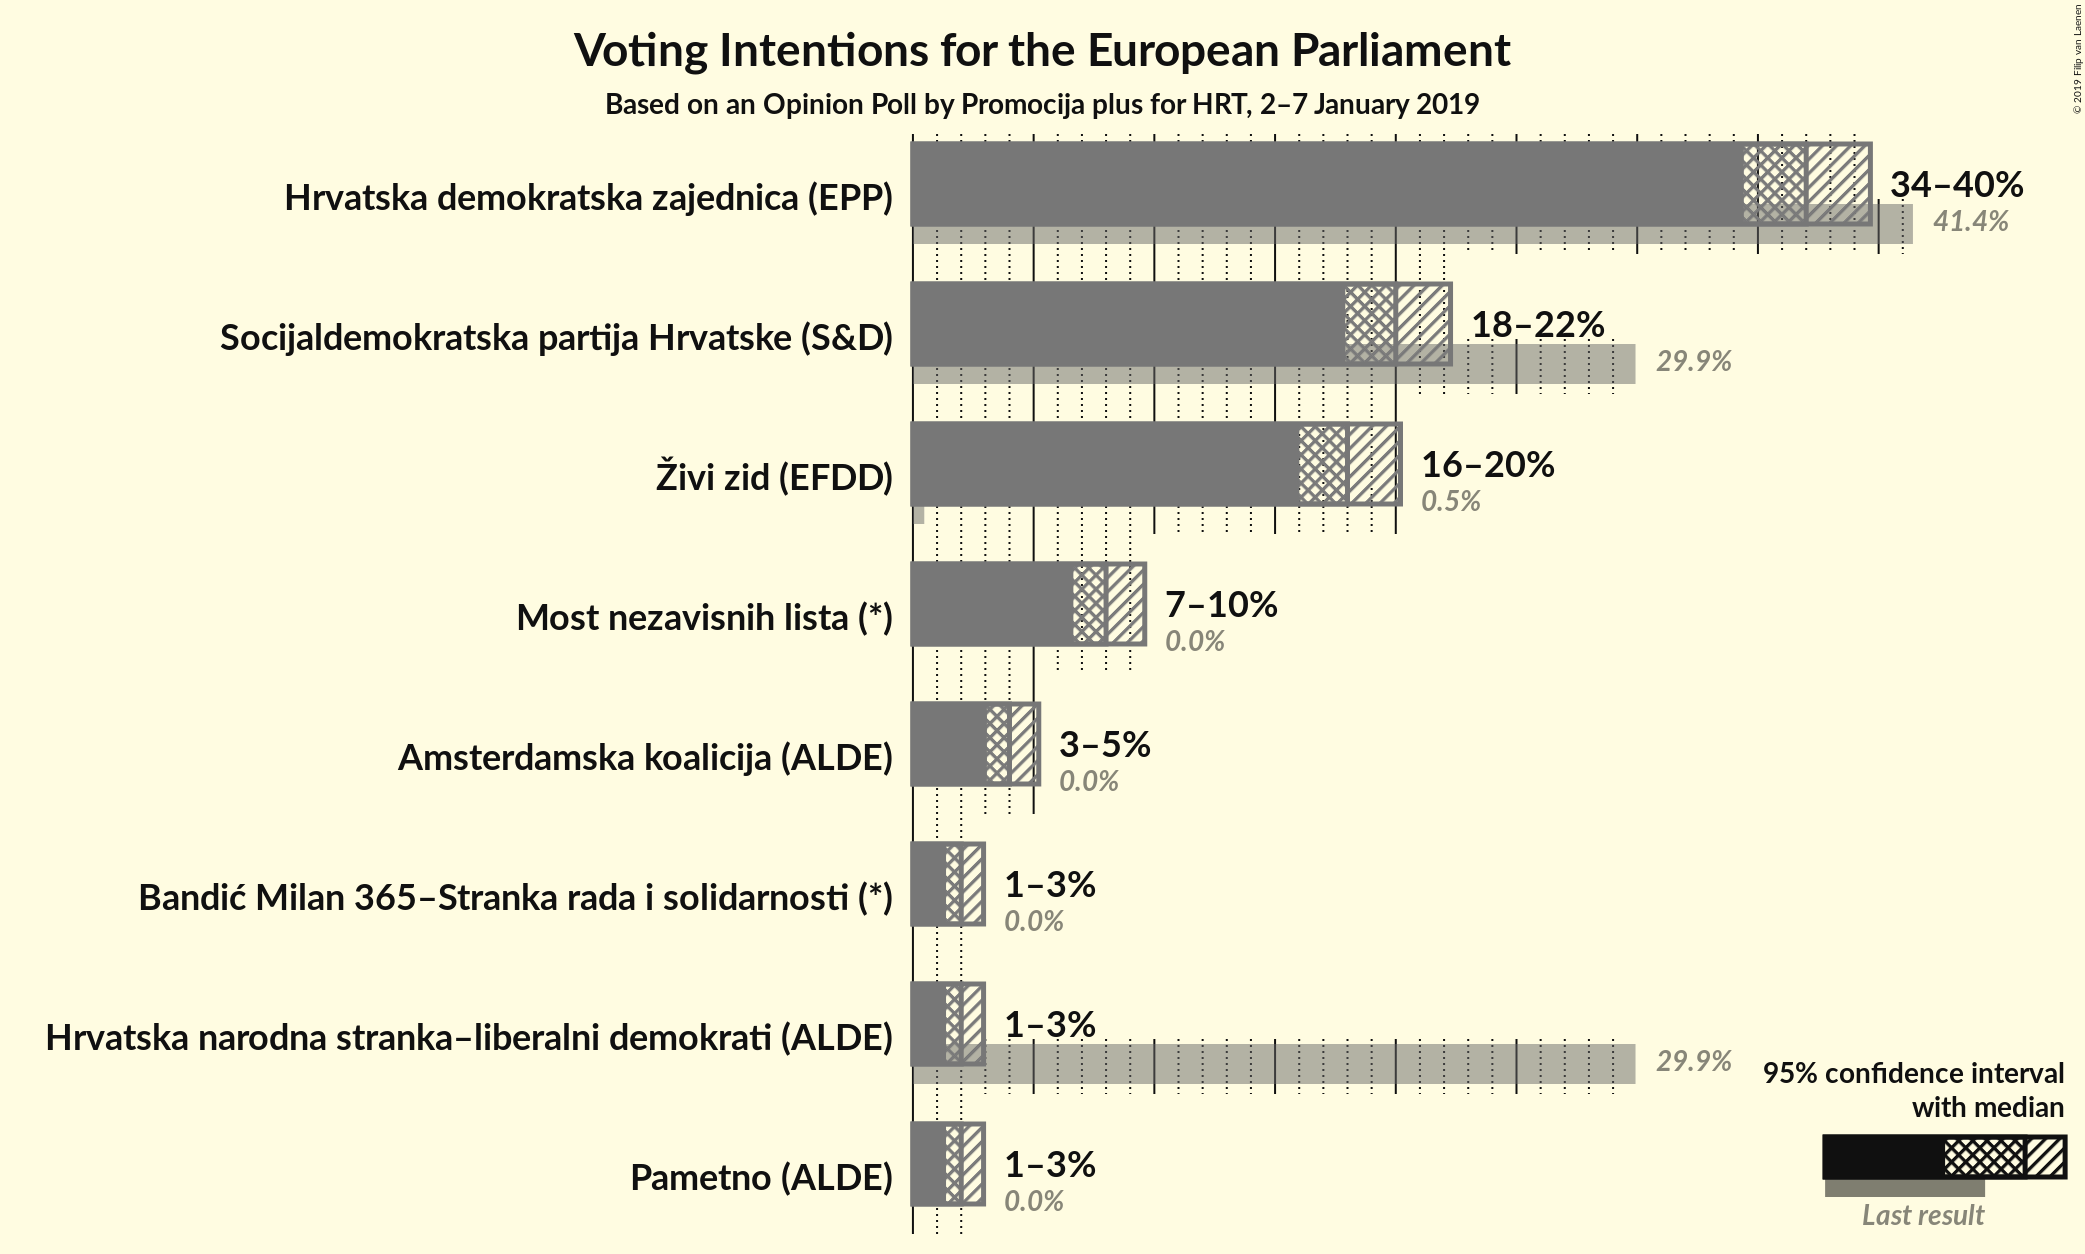 Voting Intentions for the European Parliament
Based on an Opinion Poll by Promocija plus for HRT, 2–7 January 2019
© 2019 Filip van Laenen
Hrvatska demokratska zajednica (EPP)
34–40%
41.4%
Socijaldemokratska partija Hrvatske (S&D)
18–22%
29.9%
Živi zid (EFDD)
16–20%
0.5%
Most nezavisnih lista (*)
7–10%
0.0%
Amsterdamska koalicija (ALDE)
3–5%
0.0%
Bandić Milan 365–Stranka rada i solidarnosti (*)
1–3%
0.0%
Hrvatska narodna stranka–liberalni demokrati (ALDE)
1–3%
29.9%
Pametno (ALDE)
1–3%
0.0%
95% confidence interval
with median
Last result